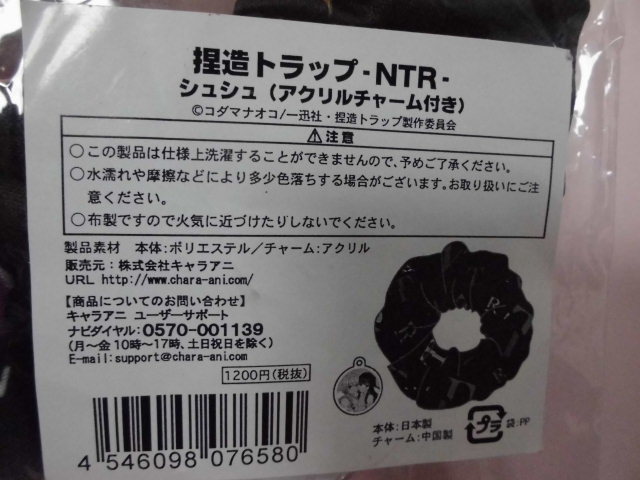 捏造トラップ-NTR-
シュシュ（アクリルチャーム付き）
©コダマナオコ/一迅社・捏造トラップ製作委員会
⚠注意
○この製品は仕様上洗濯することができませんので、予めご了承ください。
○水濡れや摩擦などにより多少色落ちする場合がございます。お取り扱いにご注
意ください。
○布製ですので火気に近づけたりしないでください。
製品素材　本体：ポリエステル／チャーム：アクリル
販売元：株式会社キャラアニ
URL http://www.chara-ani.com/
【商品についてのお問い合わせ】
キャラアニ ユーザーサポート
ナビダイヤル：0570-001139
(月～金 10時～17時、土日祝日を除く)
E-mail:support@chara-ani.com
1200円(税抜)
4 546098 076580
本体：日本製
チャーム：中国製
プラ
袋：PP